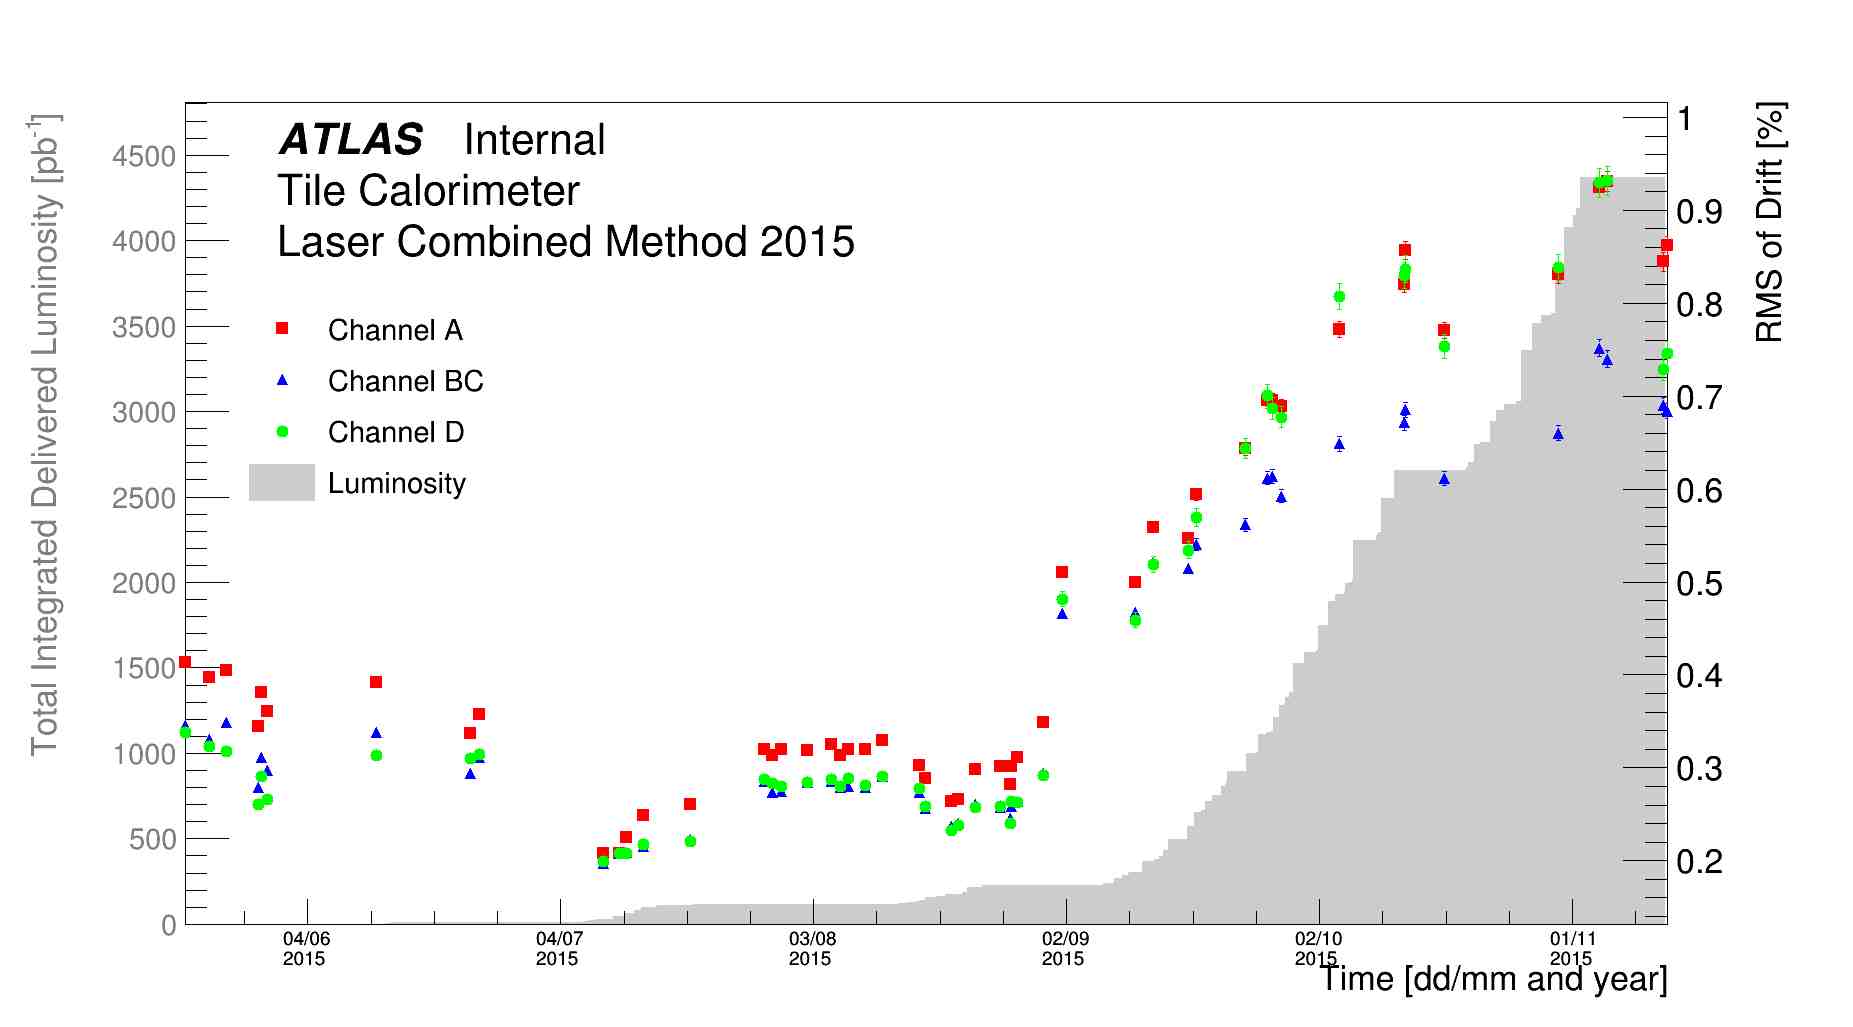 ATLAS Internal
Tile Calorimeter
Laser Combined Method 2015
Channel A
Channel BC
Channel D
Luminosity
Total Integrated Delivered Luminosity [pb-1]
4500
4000
3500
3000
2500
2000
1500
1000
500
0
1
0.9
0.8
0.7
0.6
0.5
0.4
0.3
0.2
RMS of Drift [%]
04/06 04/07 03/08 02/09 02/10 01/11
2015 2015 2015 2015 2015 2015
Time [dd/mm and year]